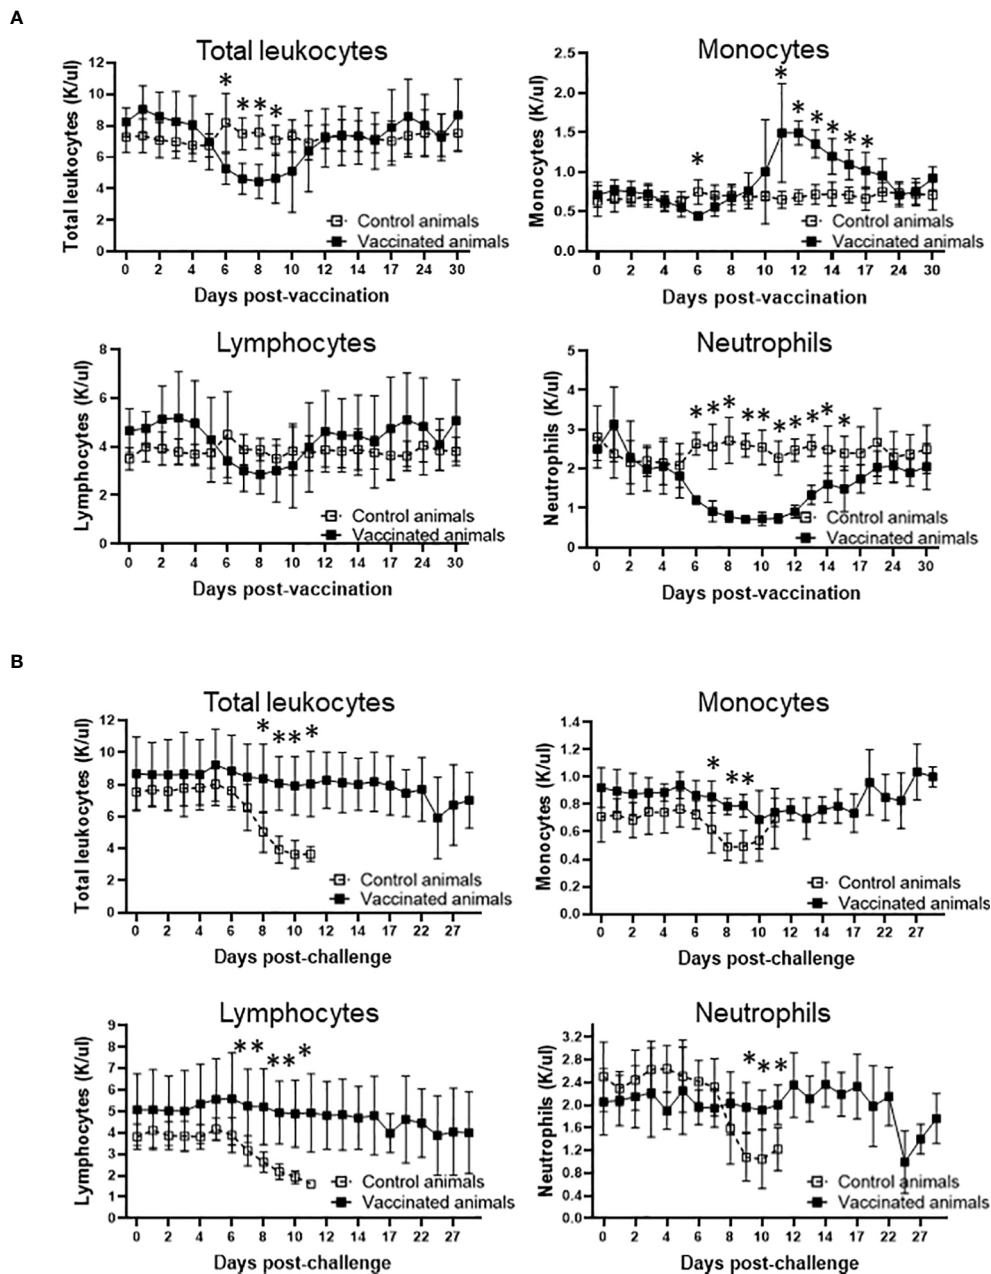 A
Total leukocytes
Total leukocytes (K/ul)
12
10
8
6
4
2
0
* ** *
Control animals
Vaccinated animals
0 2 4 6 8 10 12 14 17 24 30
Days post-vaccination
Monocytes
Monocytes (K/ul)
2.5
2.0
1.5
1.0
0.5
0.0
* * * * * * *
Control animals
Vaccinated animals
0 2 4 6 8 10 12 14 17 24 30
Days post-vaccination
Lymphocytes
Lymphocytes (K/ul)
8
6
4
2
0
Control animals
Vaccinated animals
0 2 4 6 8 10 12 14 17 24 30
Days post-vaccination
Neutrophils
Neutrophils (K/ul)
5
4
3
2
1
0
* * * ** * * * * *
Control animals
Vaccinated animals
0 2 4 6 8 10 12 14 17 24 30
Days post-vaccination
B
Total leukocytes
Total leukocytes (K/ul)
12
10
8
6
4
2
0
* ** *
Control animals
Vaccinated animals
0 2 4 6 8 10 12 14 17 22 27
Days post-challenge
Monocytes
Monocytes (K/ul)
1.4
1.2
1.0
0.8
0.6
0.4
0.2
0.0
* **
Control animals
Vaccinated animals
0 2 4 6 8 10 12 14 17 22 27
Days post-challenge
Lymphocytes
Lymphocytes (K/ul)
9
8
7
6
5
4
3
2
1
0
** ** *
Control animals
Vaccinated animals
0 2 4 6 8 10 12 14 17 22 27
Days post-challenge
Neutrophils
Neutrophils (K/ul)
3.2
2.8
2.4
2.0
1.6
1.2
0.8
0.4
0.0
* * *
Control animals
Vaccinated animals
0 2 4 6 8 10 12 14 17 22 27
Days post-challenge